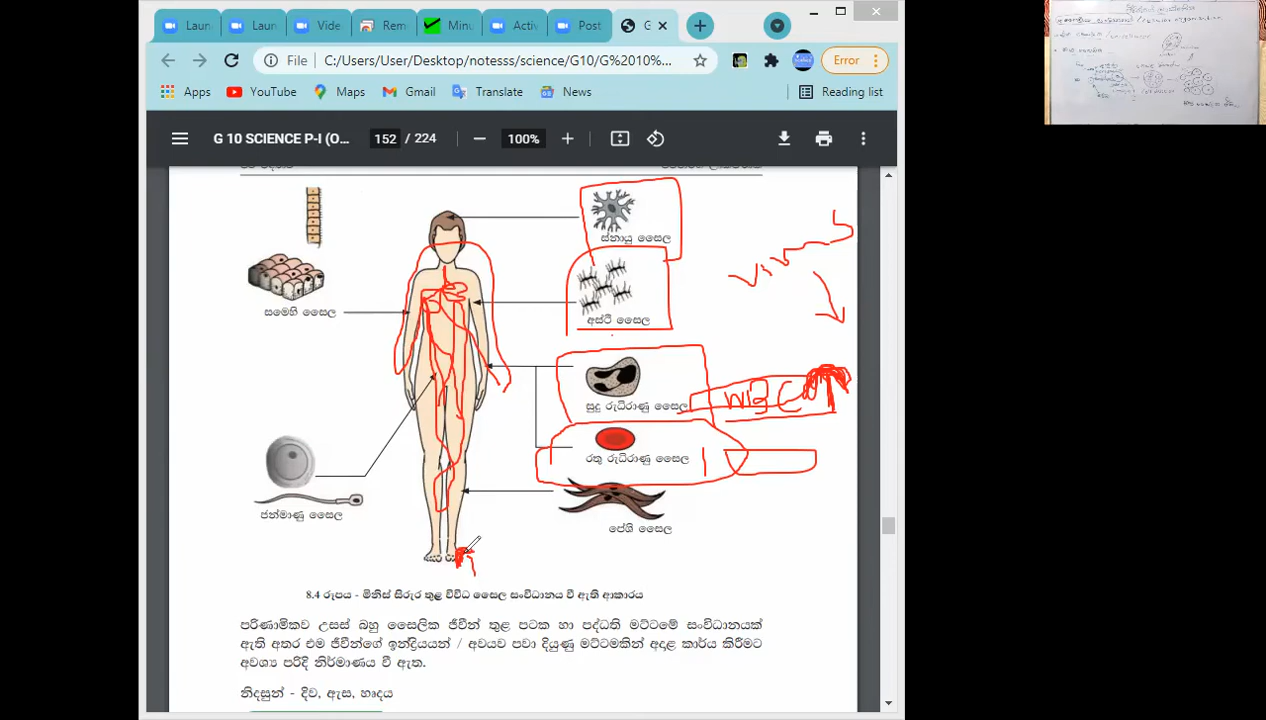 Laun
Laun
Vide
Rem
Minu
Activ
Post
G
File
C:/Users/User/Desktop/notesss/science/G10/G%2010%...
Error
Apps
YouTube
Maps
Gmail
Translate
News
Reading list
G 10 SCIENCE P-I (O...
152 / 224
100%
ස්නායු සෛල
අස්ථි සෛල
සමෙහි සෛල
virus
සුදු රුධිරාණු සෛල
WBC
රතු රුධිරාණු සෛල
ජන්මාණු සෛල
පේශි සෛල
8.4 රූපය - මිනිස් සිරුර තුළ විවිධ සෛල සංවිධානය වී ඇති ආකාරය
පරිණාමිකව උසස් බහු සෛලික ජීවීන් තුළ පටක හා පද්ධති මට්ටමේ සංවිධානයක්
ඇති අතර එම ජීවීන්ගේ ඉන්ද්‍රියයන් / අවයව පවා දියුණු මට්ටමකින් අදාළ කාර්ය කිරීමට
අවශ්‍ය පරිදි නිර්මාණය වී ඇත.
නිදසුන් - දිව, ඇස, හෘදය